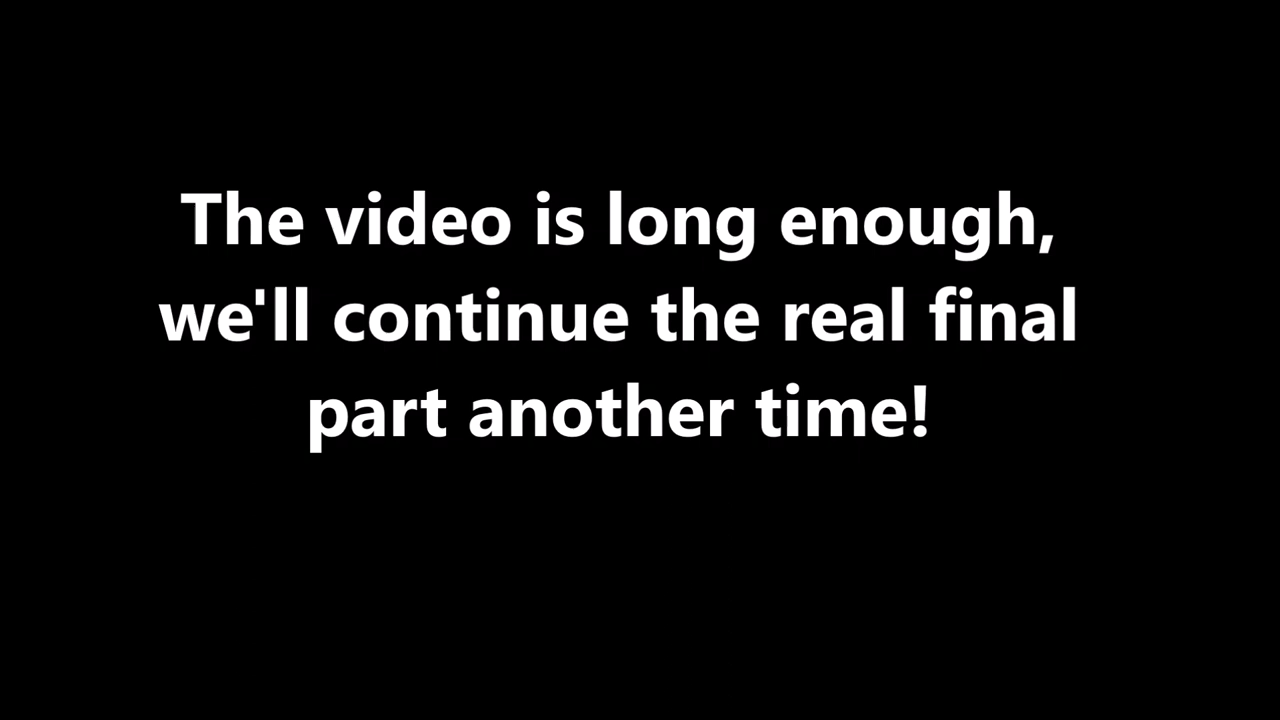 The video is long enough,
we'll continue the real final
part another time!